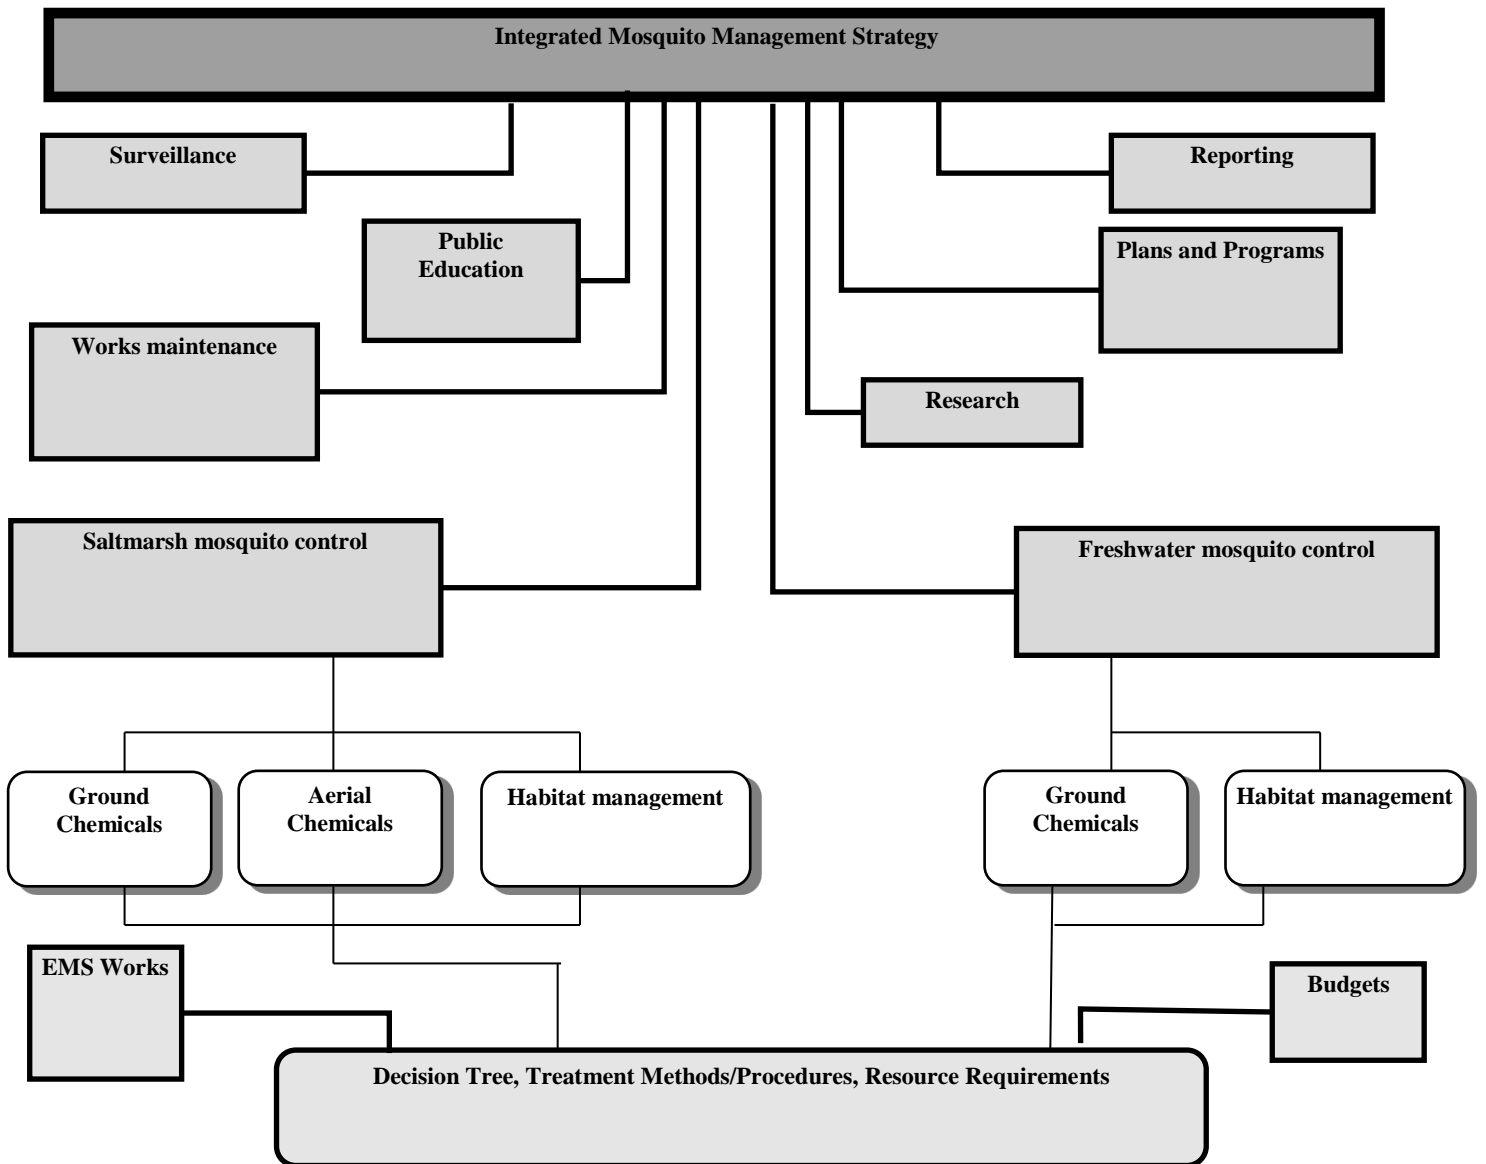 Integrated Mosquito Management Strategy
Surveillance
Reporting
Public
Education
Plans and Programs
Works maintenance
Research
Saltmarsh mosquito control
Freshwater mosquito control
Ground
Chemicals
Aerial
Chemicals
Habitat management
Ground
Chemicals
Habitat management
EMS Works
Budgets
Decision Tree, Treatment Methods/Procedures, Resource Requirements